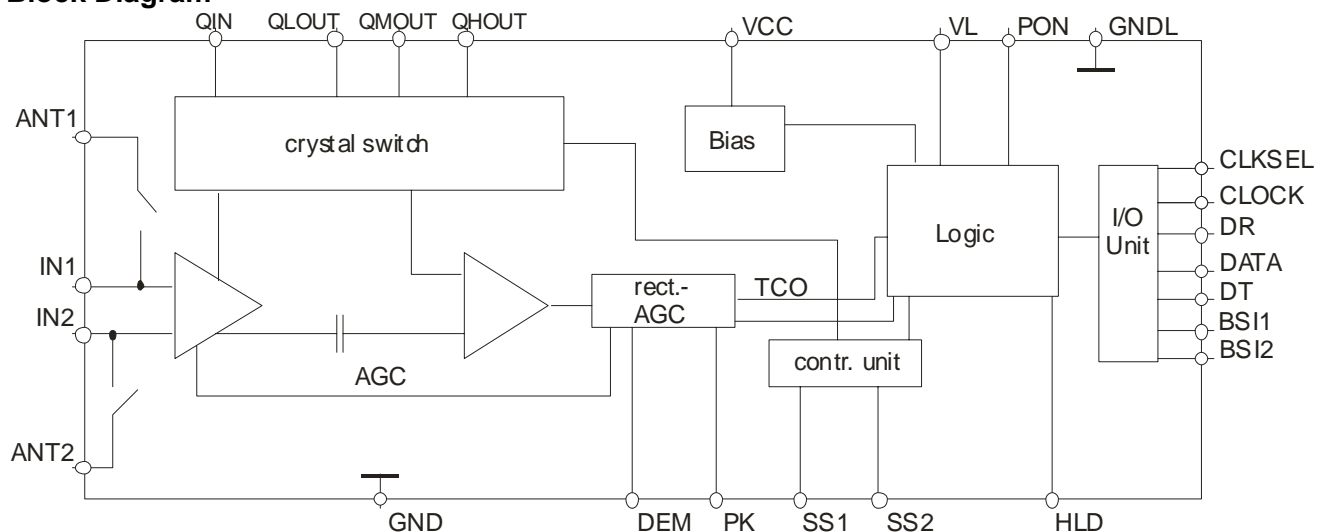 Block Diagram
QIN QLOUT QMOUT QHOUT VCC VL PON GNDL
ANT1
crystal switch
Bias
CLKSEL
CLOCK
I/O
Unit
DR
Logic
IN1
DATA
rect.-
AGC
TCO
DT
IN2
BSI1
BSI2
contr. unit
AGC
ANT2
GND DEM PK SS1 SS2 HLD